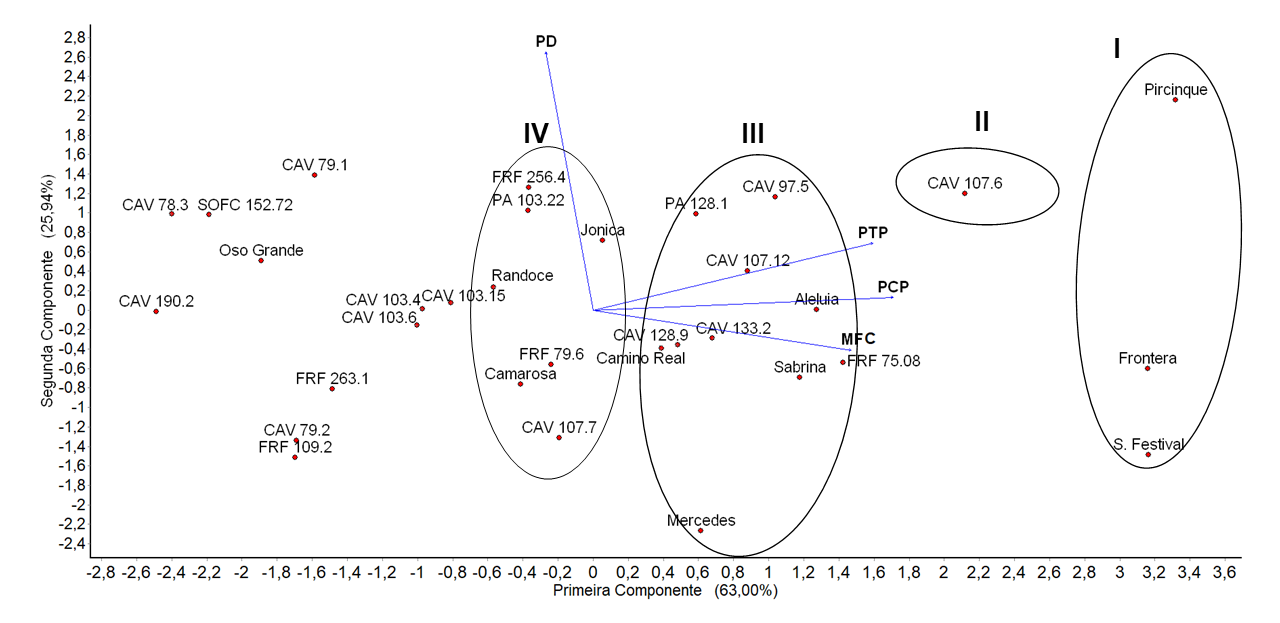 I
II
III
IV
PD
PTP
PCP
MFC
Pircinque
Frontera
S. Festival
CAV 107.6
CAV 97.5
PA 128.1
CAV 107.12
Aleluia
CAV 133.2
CAV 128.9
Camino Real
FRF 75.08
Sabrina
Mercedes
FRF 256.4
PA 103.22
Jonica
Randoce
FRF 79.6
Camarosa
CAV 107.7
CAV 79.1
CAV 78.3
SOFC 152.72
Oso Grande
CAV 190.2
CAV 103.4
CAV 103.15
CAV 103.6
FRF 263.1
CAV 79.2
FRF 109.2
Segunda Componente (25,94%)
2,8
2,6
2,4
2,2
2
1,8
1,6
1,4
1,2
1
0,8
0,6
0,4
0,2
0
-0,2
-0,4
-0,6
-0,8
-1
-1,2
-1,4
-1,6
-1,8
-2
-2,2
-2,4
-2,8 -2,6 -2,4 -2,2 -2 -1,8 -1,6 -1,4 -1,2 -1 -0,8 -0,6 -0,4 -0,2 0 0,2 0,4 0,6 0,8 1 1,2 1,4 1,6 1,8 2 2,2 2,4 2,6 2,8 3 3,2 3,4 3,6
Primeira Componente (63,00%)